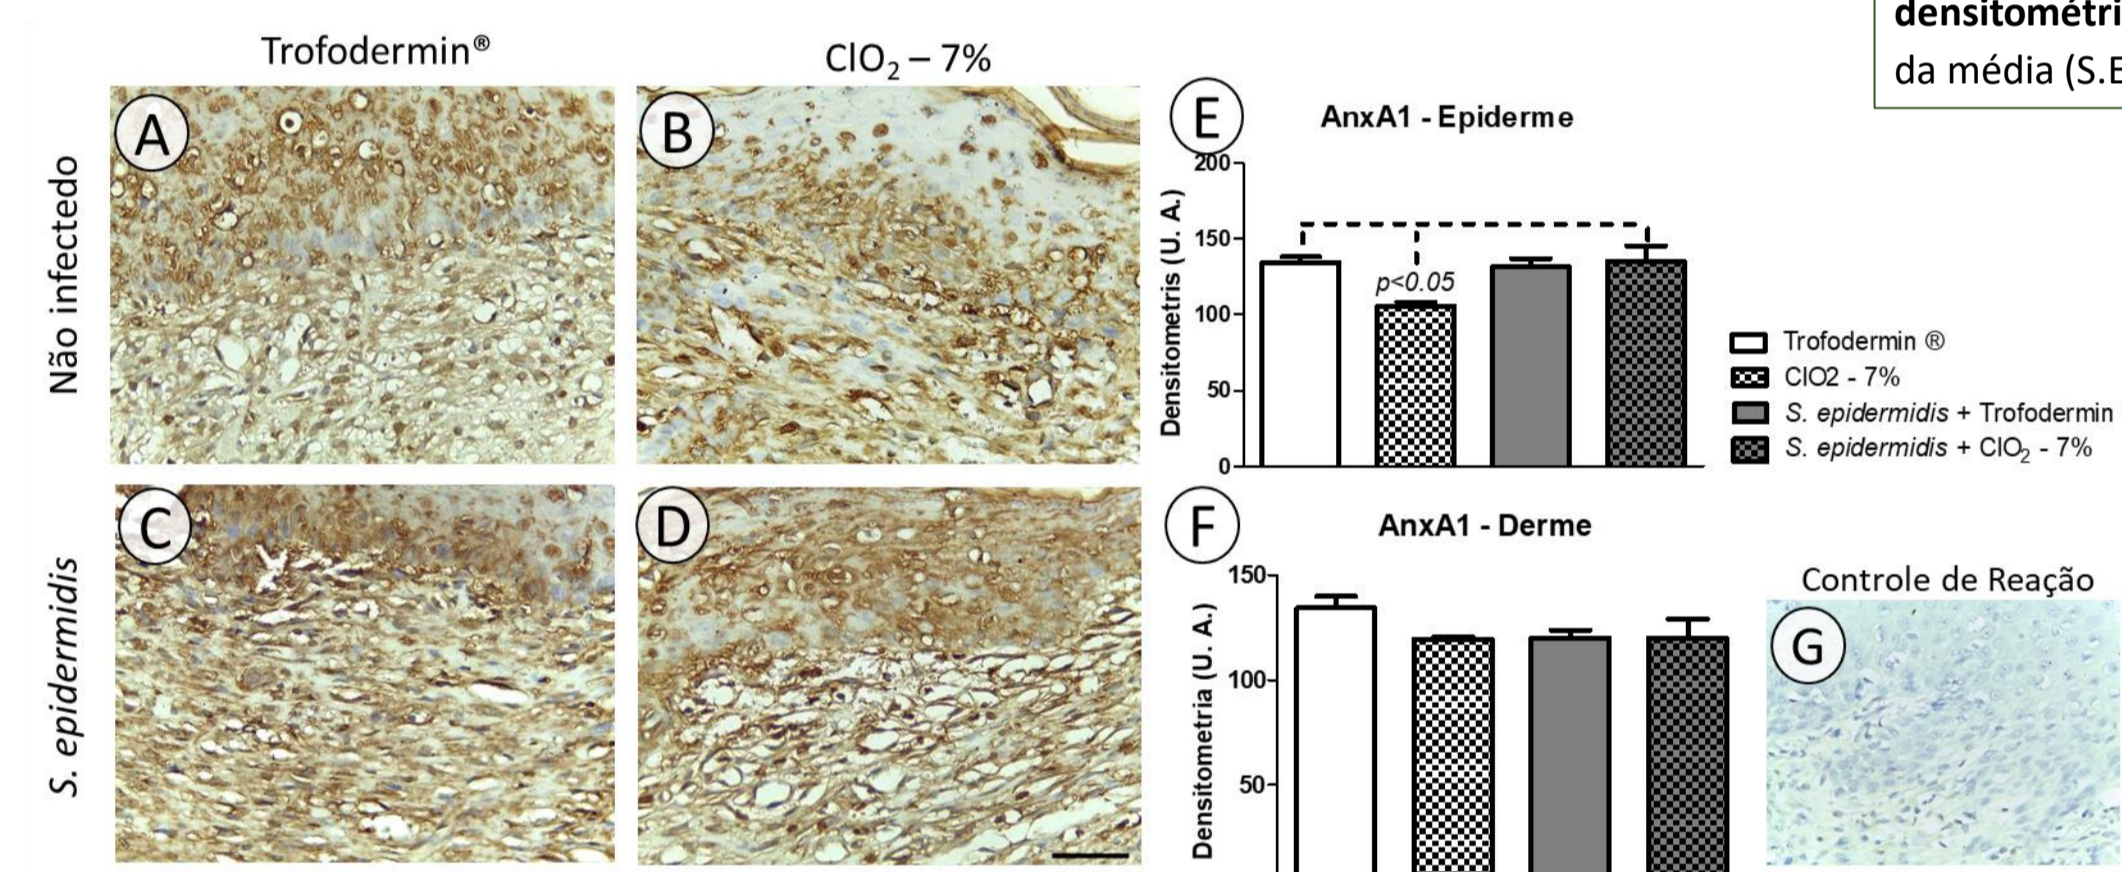 densitométri
da média (S.E
Trofodermin®
ClO₂ – 7%
Não infectedo
S. epidermidis
A
B
C
D
E
AnxA1 - Epiderme
Densitometris (U. A.)
200
150
100
50
0
p<0.05
Trofodermin ®
ClO2 - 7%
S. epidermidis + Trofodermin
S. epidermidis + ClO₂ - 7%
F
AnxA1 - Derme
Densitometria (U. A.)
150
100
50
Controle de Reação
G